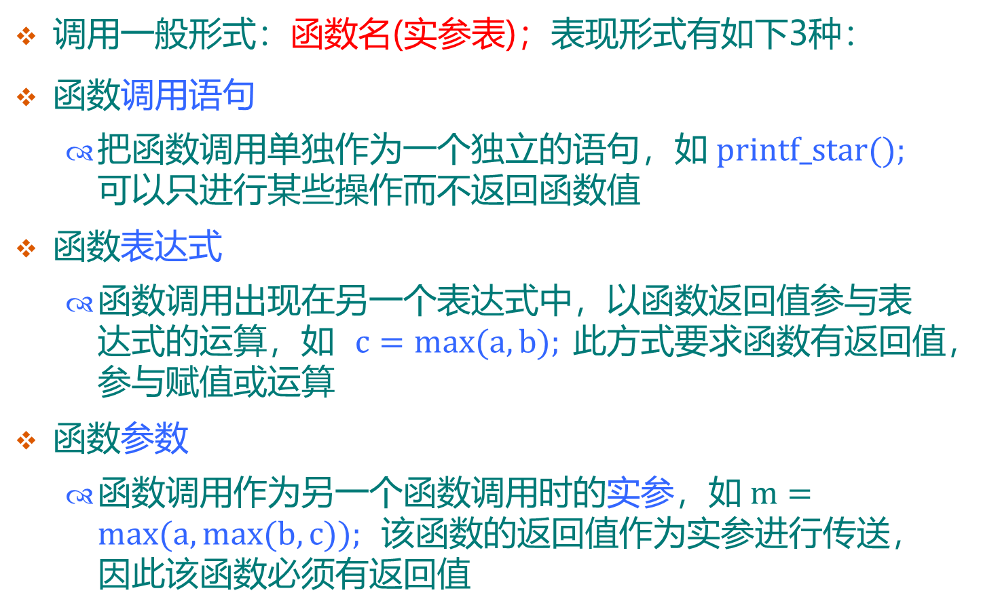 调用一般形式：函数名(实参表)；表现形式有如下3种：
函数调用语句
把函数调用单独作为一个独立的语句，如 printf_star();
可以只进行某些操作而不返回函数值
函数表达式
函数调用出现在另一个表达式中，以函数返回值参与表
达式的运算，如 c = max(a, b); 此方式要求函数有返回值，
参与赋值或运算
函数参数
函数调用作为另一个函数调用时的实参，如 m =
max(a, max(b, c)); 该函数的返回值作为实参进行传送，
因此该函数必须有返回值